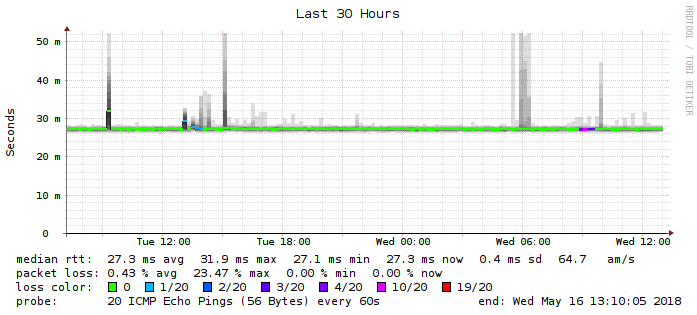 Last 30 Hours
RRDTOOL / TOBI OETIKER
Seconds
50 m
40 m
30 m
20 m
10 m
0
Tue 12:00 Tue 18:00 Wed 00:00 Wed 06:00 Wed 12:00
median rtt: 27.3 ms avg 31.9 ms max 27.1 ms min 27.3 ms now 0.4 ms sd 64.7 am/s
packet loss: 0.43 % avg 23.47 % max 0.00 % min 0.00 % now
loss color: 0 1/20 2/20 3/20 4/20 10/20 19/20
probe: 20 ICMP Echo Pings (56 Bytes) every 60s end: Wed May 16 13:10:05 2018